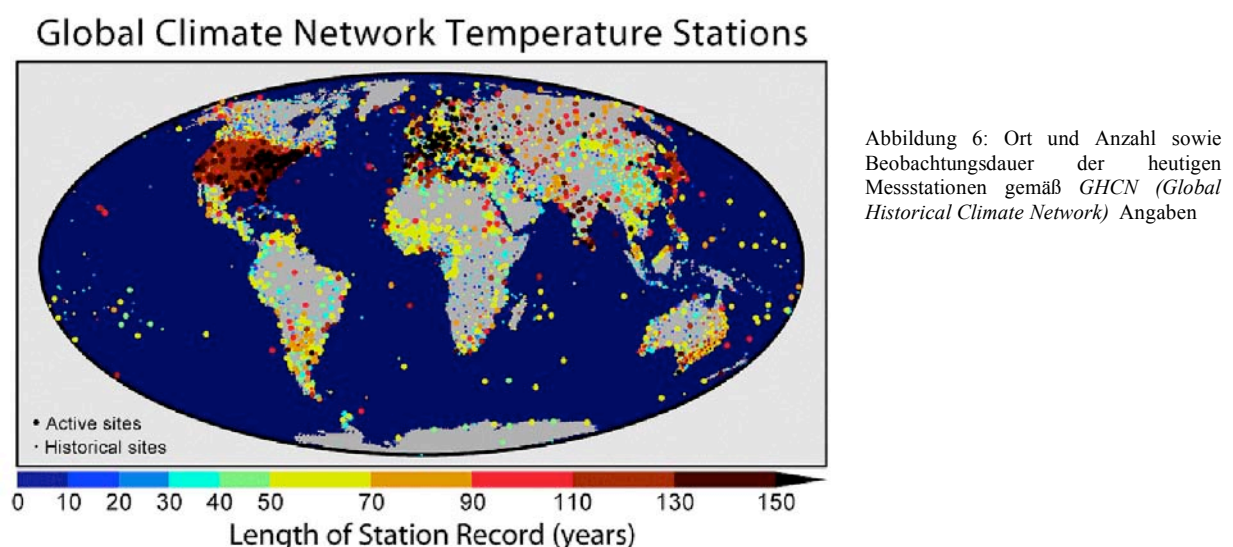 Global Climate Network Temperature Stations
• Active sites
· Historical sites
0 10 20 30 40 50 70 90 110 130 150
Length of Station Record (years)
Abbildung 6: Ort und Anzahl sowie
Beobachtungsdauer der heutigen
Messstationen gemäß GHCN (Global
Historical Climate Network) Angaben